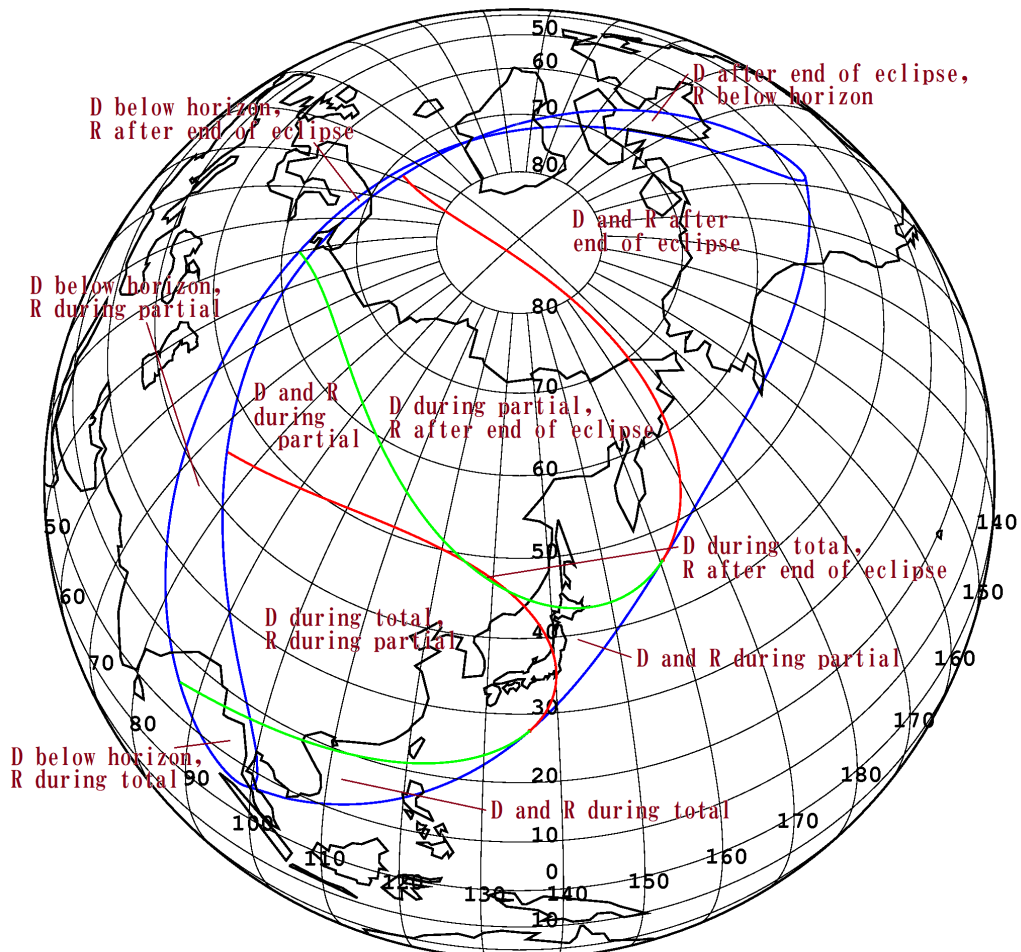 50
60
D after end of eclipse,
R below horizon
70
D below horizon,
R after end of eclipse
80
D and R after
end of eclipse
D below horizon,
R during partial
80
70
D and R
during
partial
D during partial,
R after end of eclipse
60
50
140
50
D during total,
R after end of eclipse
60
150
D during total,
R during partial
40
70
D and R during partial
160
30
80
170
D below horizon,
R during total
90
20
180
D and R during total
100
10
170
110
0
160
120
130
140
150
10